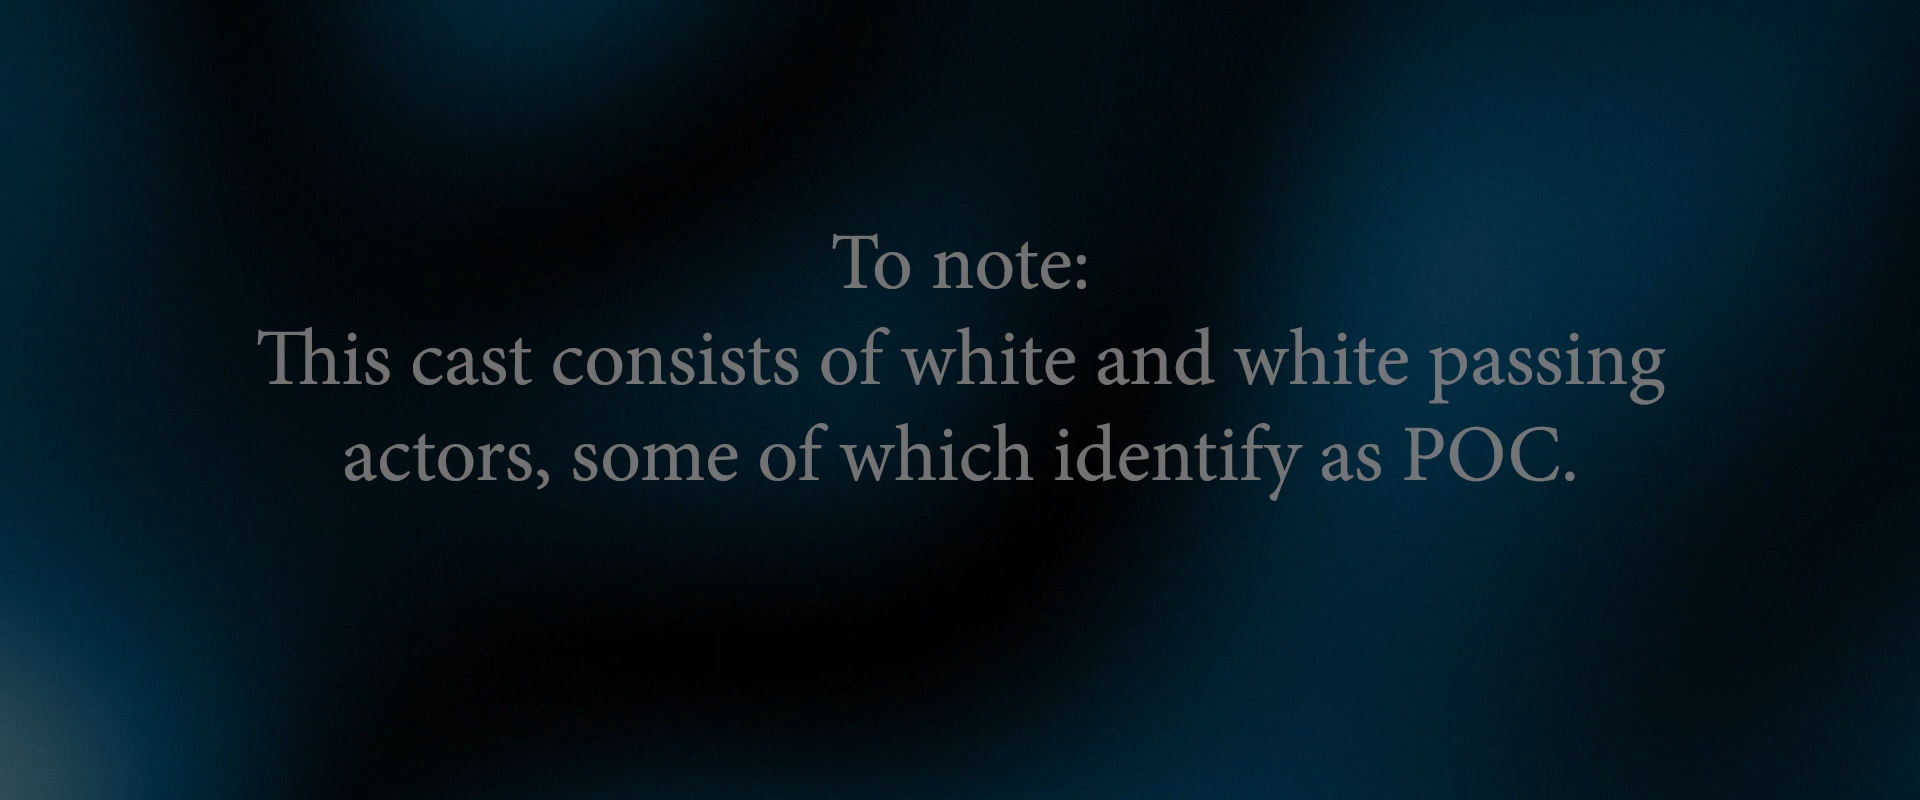 To note:
This cast consists of white and white passing
actors, some of which identify as POC.